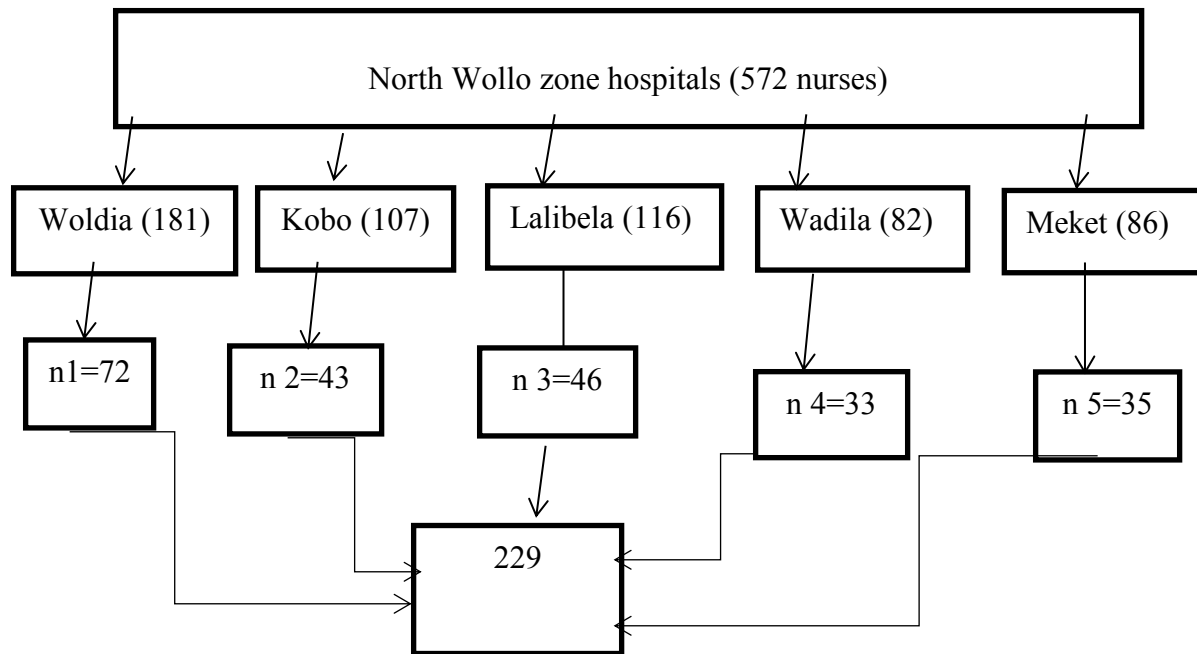 North Wollo zone hospitals (572 nurses)
Woldia (181)
Kobo (107)
Lalibela (116)
Wadila (82)
Meket (86)
n1=72
n 2=43
n 3=46
n 4=33
n 5=35
229